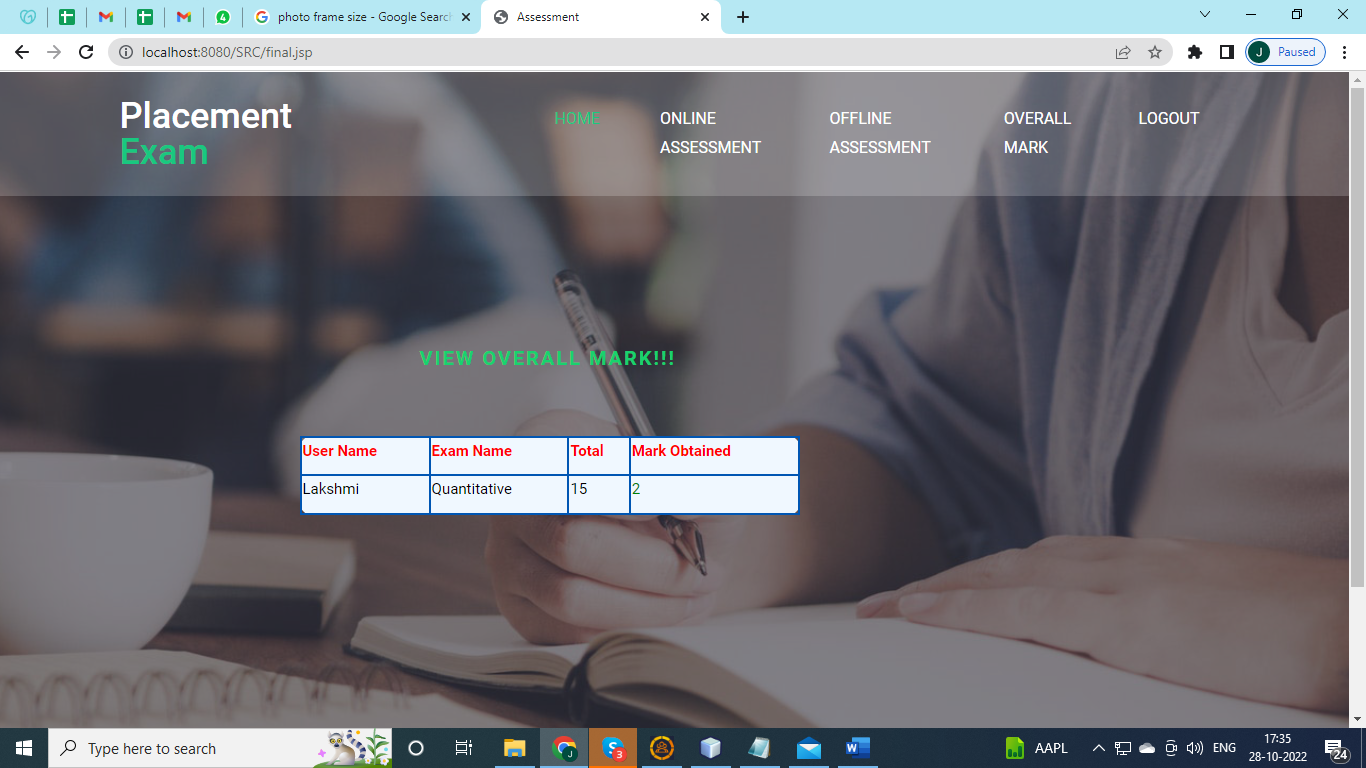 4
photo frame size - Google Search
Assessment
localhost:8080/SRC/final.jsp
J
Paused
Placement
Exam
HOME
ONLINE
ASSESSMENT
OFFLINE
ASSESSMENT
OVERALL
MARK
LOGOUT
VIEW OVERALL MARK!!!
User Name Exam Name Total Mark Obtained
Lakshmi Quantitative 15 2
Type here to search
J
S
3
W
AAPL
ENG
17:35
28-10-2022
24